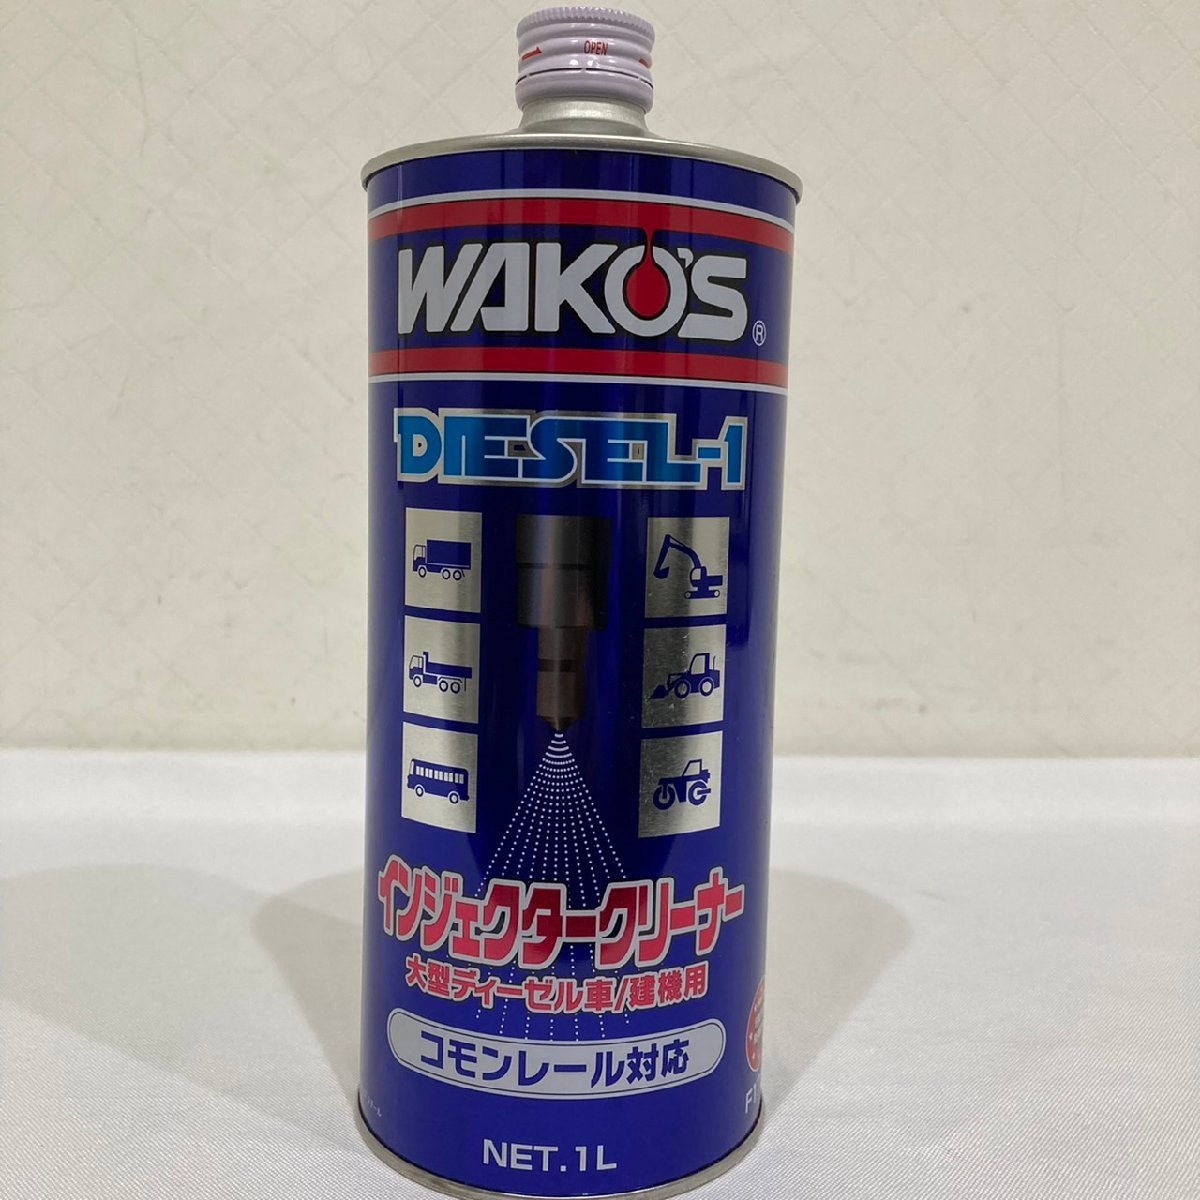 OPEN
WAKO'S®
DIESEL-1
インジェクタークリーナー
大型ディーゼル車/建機用
コモンレール対応
NET.1L